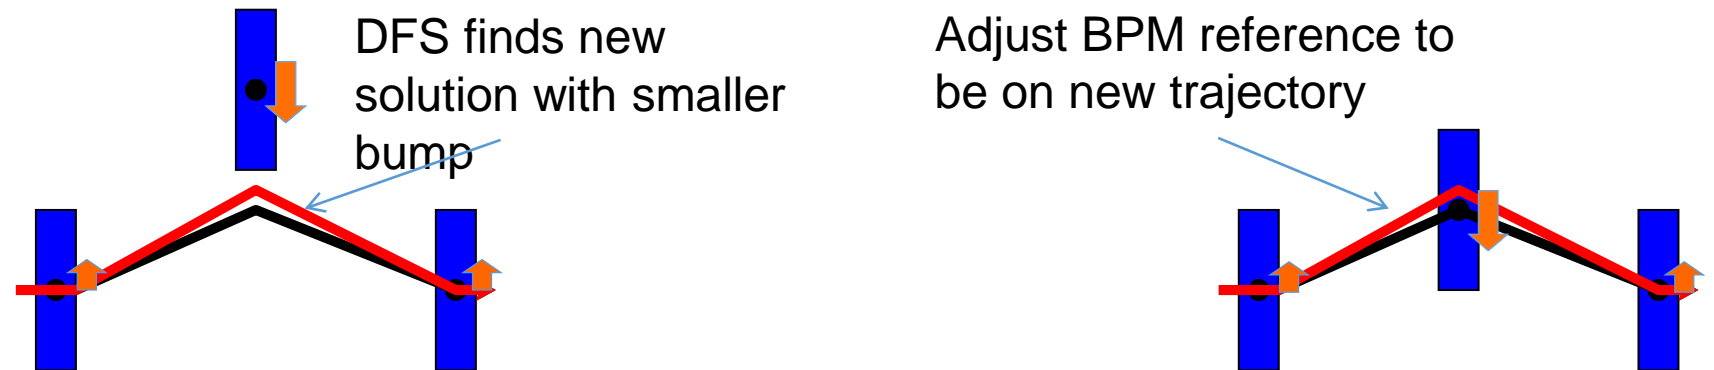 DFS finds new
solution with smaller
bump
Adjust BPM reference to
be on new trajectory